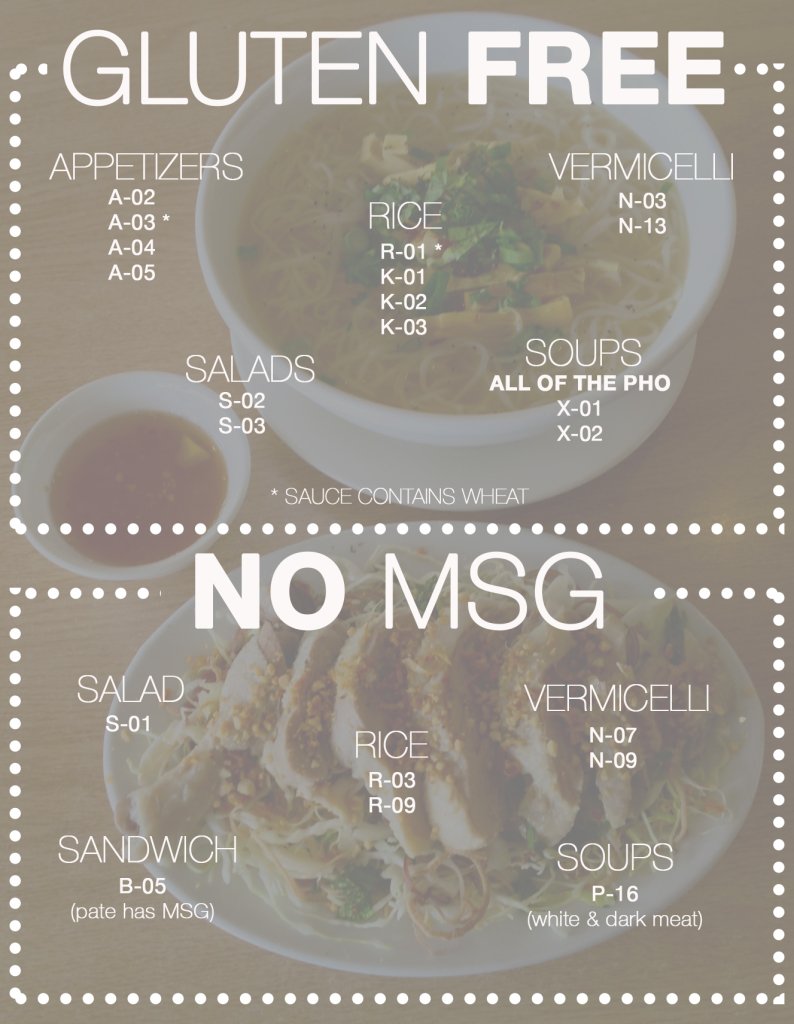 GLUTEN FREE
APPETIZERS
A-02
A-03 *
A-04
A-05
RICE
R-01 *
K-01
K-02
K-03
VERMICELLI
N-03
N-13
SALADS
S-02
S-03
SOUPS
ALL OF THE PHO
X-01
X-02
* SAUCE CONTAINS WHEAT
NO MSG
SALAD
S-01
RICE
R-03
R-09
VERMICELLI
N-07
N-09
SANDWICH
B-05
(pate has MSG)
SOUPS
P-16
(white & dark meat)